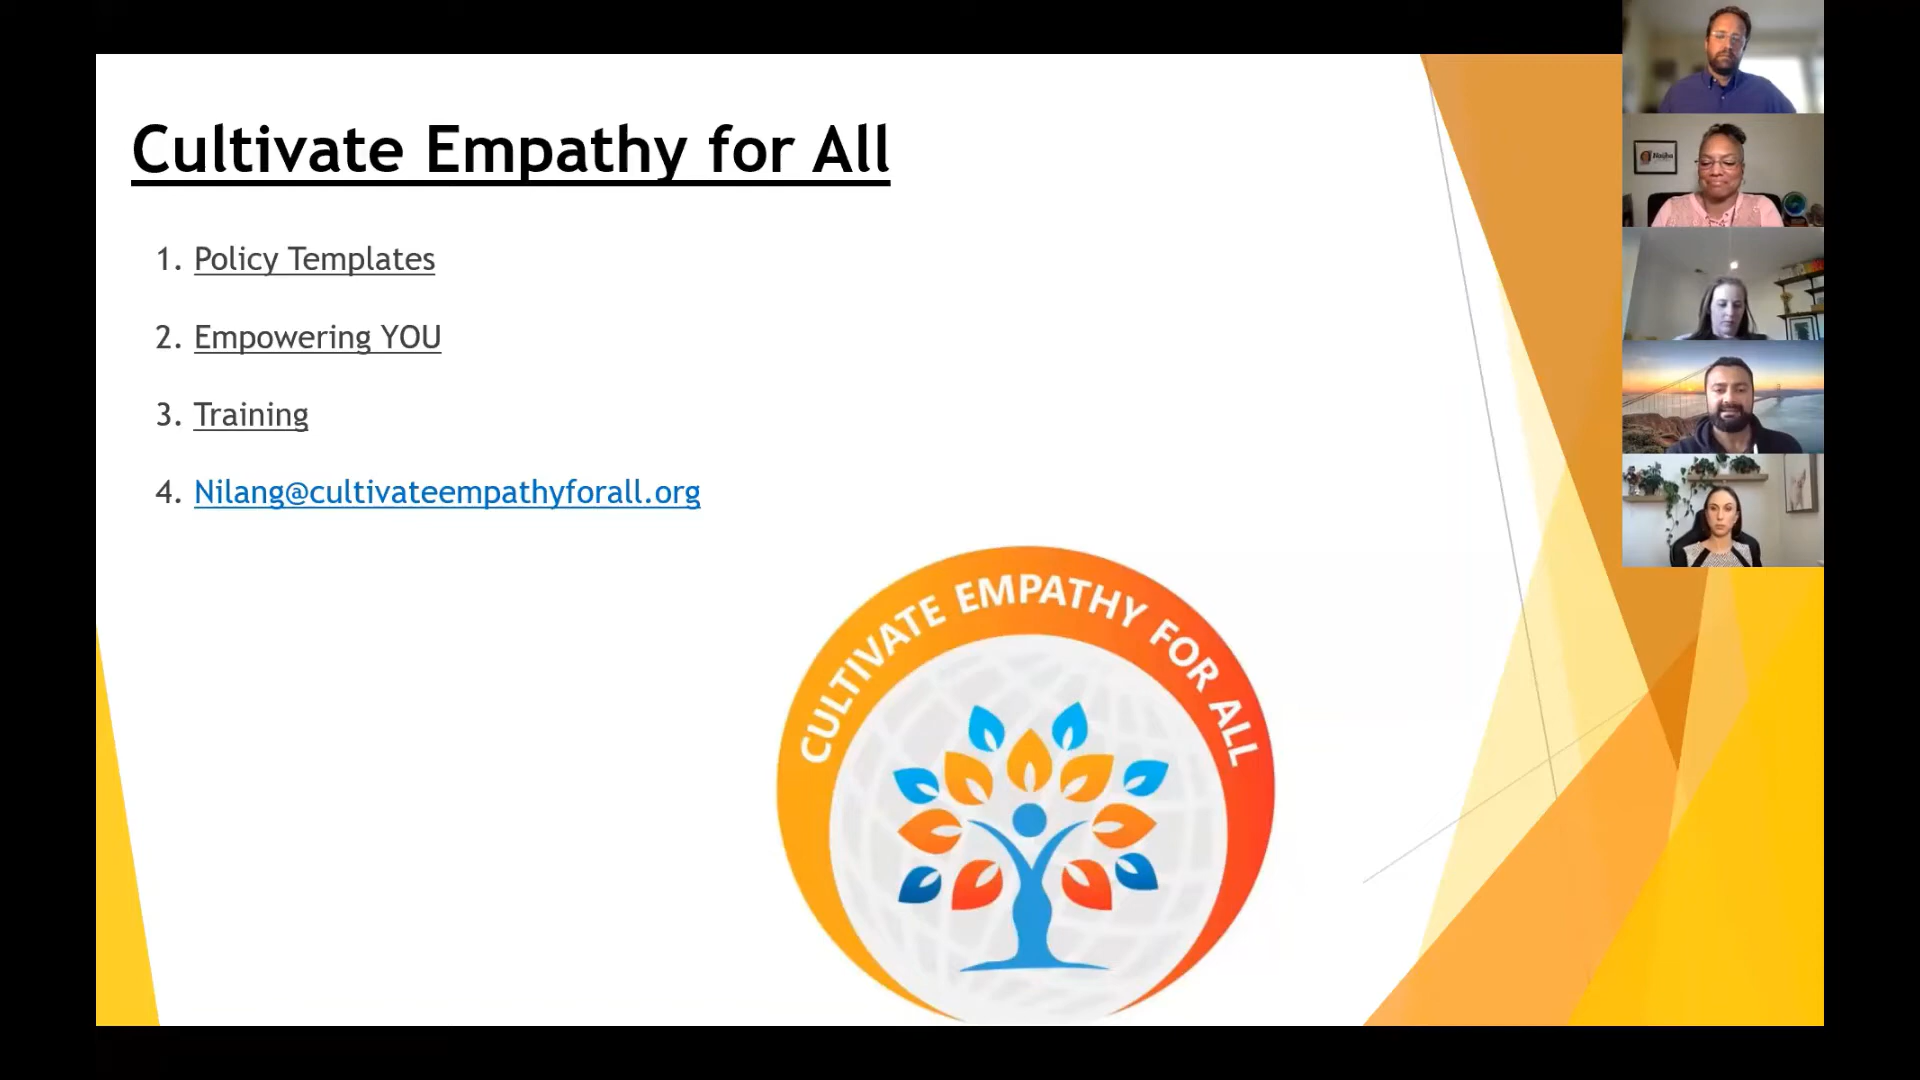 Cultivate Empathy for All
1. Policy Templates
2. Empowering YOU
3. Training
4. Nilang@cultivateempathyforall.org
CULTIVATE EMPATHY FOR ALL